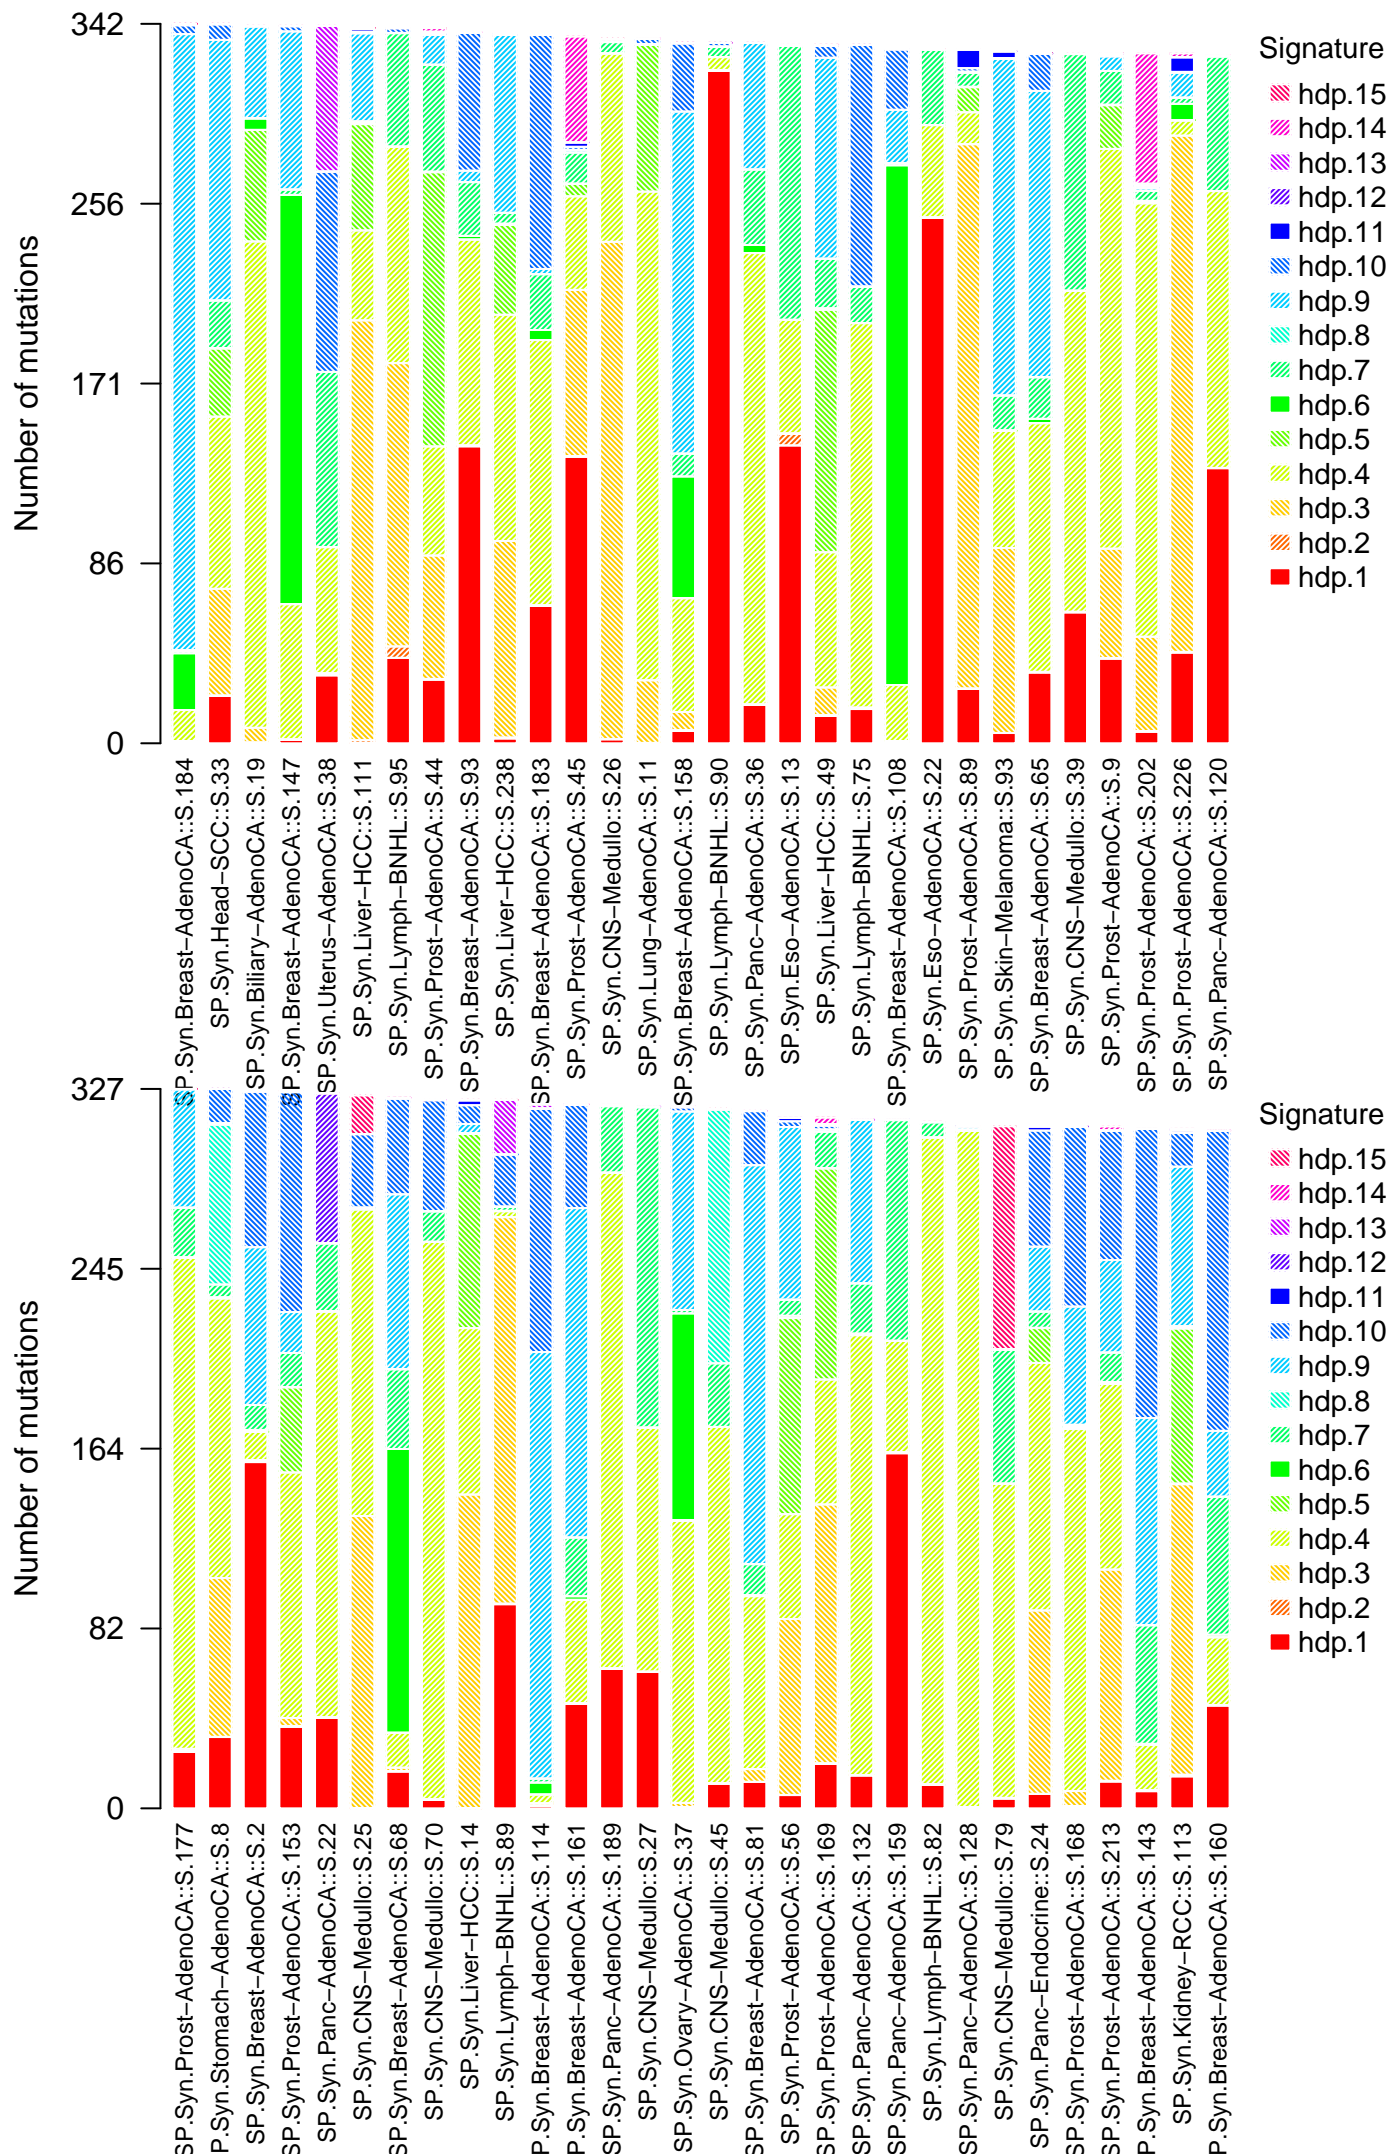 Number of mutations
342
256
171
86
0
Signature
hdp.15
hdp.14
hdp.13
hdp.12
hdp.11
hdp.10
hdp.9
hdp.8
hdp.7
hdp.6
hdp.5
hdp.4
hdp.3
hdp.2
hdp.1
SP.Syn.Breast−AdenoCA::S.184
SP.Syn.Head−SCC::S.33
SP.Syn.Biliary−AdenoCA::S.19
SP.Syn.Breast−AdenoCA::S.147
SP.Syn.Uterus−AdenoCA::S.38
SP.Syn.Liver−HCC::S.111
SP.Syn.Lymph−BNHL::S.95
SP.Syn.Prost−AdenoCA::S.44
SP.Syn.Breast−AdenoCA::S.93
SP.Syn.Liver−HCC::S.238
SP.Syn.Breast−AdenoCA::S.183
SP.Syn.Prost−AdenoCA::S.45
SP.Syn.CNS−Medullo::S.26
SP.Syn.Lung−AdenoCA::S.11
SP.Syn.Breast−AdenoCA::S.158
SP.Syn.Lymph−BNHL::S.90
SP.Syn.Panc−AdenoCA::S.36
SP.Syn.Eso−AdenoCA::S.13
SP.Syn.Liver−HCC::S.49
SP.Syn.Lymph−BNHL::S.75
SP.Syn.Breast−AdenoCA::S.108
SP.Syn.Eso−AdenoCA::S.22
SP.Syn.Prost−AdenoCA::S.89
SP.Syn.Skin−Melanoma::S.93
SP.Syn.Breast−AdenoCA::S.65
SP.Syn.CNS−Medullo::S.39
SP.Syn.Prost−AdenoCA::S.9
SP.Syn.Prost−AdenoCA::S.202
SP.Syn.Prost−AdenoCA::S.226
SP.Syn.Panc−AdenoCA::S.120
Number of mutations
327
245
164
82
0
Signature
hdp.15
hdp.14
hdp.13
hdp.12
hdp.11
hdp.10
hdp.9
hdp.8
hdp.7
hdp.6
hdp.5
hdp.4
hdp.3
hdp.2
hdp.1
SP.Syn.Prost−AdenoCA::S.177
P.Syn.Stomach−AdenoCA::S.8
SP.Syn.Breast−AdenoCA::S.2
SP.Syn.Prost−AdenoCA::S.153
SP.Syn.Panc−AdenoCA::S.22
SP.Syn.CNS−Medullo::S.25
SP.Syn.Breast−AdenoCA::S.68
SP.Syn.CNS−Medullo::S.70
SP.Syn.Liver−HCC::S.14
SP.Syn.Lymph−BNHL::S.89
P.Syn.Breast−AdenoCA::S.114
SP.Syn.Breast−AdenoCA::S.161
SP.Syn.Panc−AdenoCA::S.189
SP.Syn.CNS−Medullo::S.27
SP.Syn.Ovary−AdenoCA::S.37
SP.Syn.CNS−Medullo::S.45
SP.Syn.Breast−AdenoCA::S.81
SP.Syn.Prost−AdenoCA::S.56
SP.Syn.Prost−AdenoCA::S.169
SP.Syn.Panc−AdenoCA::S.132
SP.Syn.Panc−AdenoCA::S.159
SP.Syn.Lymph−BNHL::S.82
SP.Syn.Panc−AdenoCA::S.128
SP.Syn.CNS−Medullo::S.79
SP.Syn.Panc−Endocrine::S.24
SP.Syn.Prost−AdenoCA::S.168
SP.Syn.Prost−AdenoCA::S.213
SP.Syn.Breast−AdenoCA::S.143
SP.Syn.Kidney−RCC::S.113
P.Syn.Breast−AdenoCA::S.160